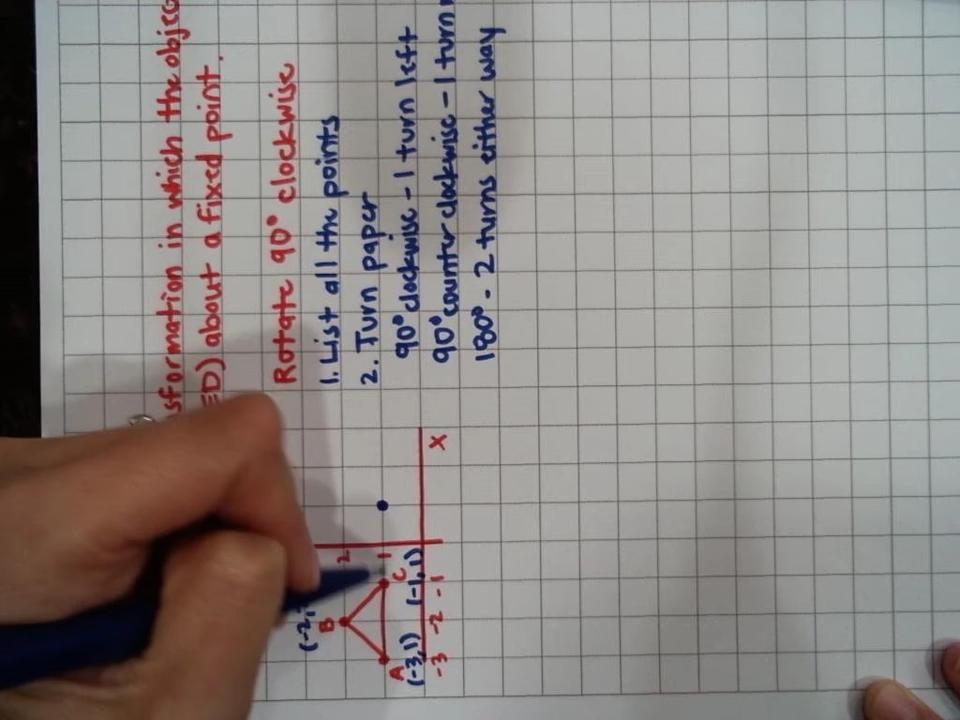 sformation in which the objec
ED) about a fixed point.
Rotate 90° clockwise
1. List all the points
2. Turn paper
90° clockwise - 1 turn left
90° counter clockwise - 1 turn
180° - 2 turns either way
(-2,
B
2
1
A
C
(-3,1) (-1,1)
-3 -2 -1
X